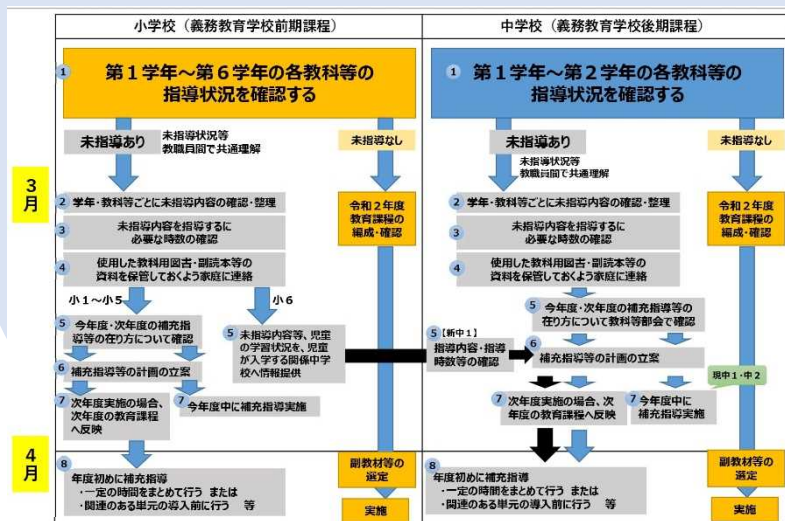 小学校（義務教育学校前期課程）
1
第１学年～第６学年の各教科等の
指導状況を確認する
未指導あり
未指導状況等
教職員間で共通理解
未指導なし
3
月
2
学年・教科等ごとに未指導内容の確認・整理
3
未指導内容を指導するに
必要な時数の確認
4
使用した教科用図書・副読本等の
資料を保管しておくよう家庭に連絡
令和２年度
教育課程の
編成・確認
小１～小５
小６
5
今年度・次年度の補充指
導等の在り方について確認
5
未指導内容等、児童
の学習状況を、児童
が入学する関係中学
校へ情報提供
6
補充指導等の計画の立案
7
次年度実施の場合、
次年度の教育課程
へ反映
7
今年度中に補充指導実施
4
月
8
年度初めに補充指導
・一定の時間をまとめて行う または
・関連のある単元の導入前に行う 等
副教材等の
選定
実施
中学校（義務教育学校後期課程）
1
第１学年～第２学年の各教科等の
指導状況を確認する
未指導あり
未指導状況等
教職員間で共通理解
未指導なし
2
学年・教科等ごとに未指導内容の確認・整理
3
未指導内容を指導するに
必要な時数の確認
4
使用した教科用図書・副読本等の
資料を保管しておくよう家庭に連絡
令和２年度
教育課程の
編成・確認
5
今年度・次年度の補充指導等の
在り方について教科等部会で確認
5
【新中１】
指導内容・指導
時数等の確認
6
補充指導等の計画の立案
現中１・中２
7
次年度実施の場合、次
年度の教育課程へ反映
7
今年度中に
補充指導実施
8
年度初めに補充指導
・一定の時間をまとめて行う または
・関連のある単元の導入前に行う 等
副教材等の
選定
実施